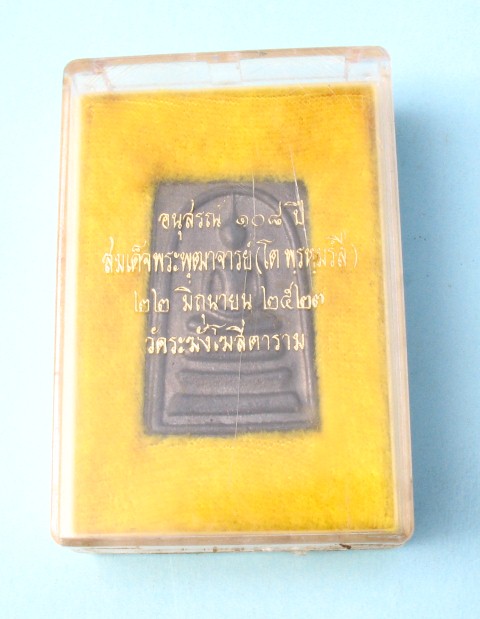 อนุสรณ์ ๑๐๘ ปี
สมเด็จพระพุฒาจารย์ (โต พรหฺมรํสี)
๒๒ มิถุนายน ๒๕๒๓
วัดระฆังโฆสิตาราม